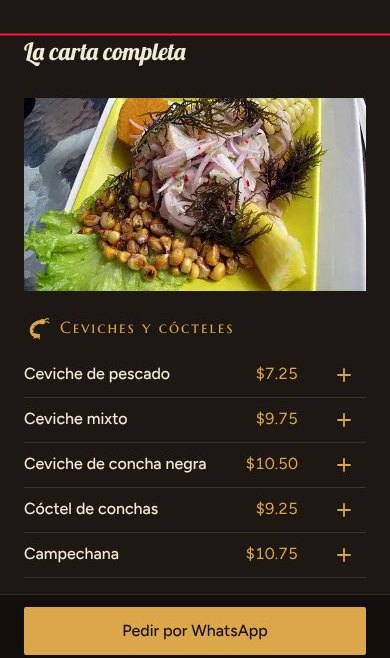 La carta completa
Ceviches y cócteles
Ceviche de pescado $7.25 +
Ceviche mixto $9.75 +
Ceviche de concha negra $10.50 +
Cóctel de conchas $9.25 +
Campechana $10.75 +
Pedir por WhatsApp